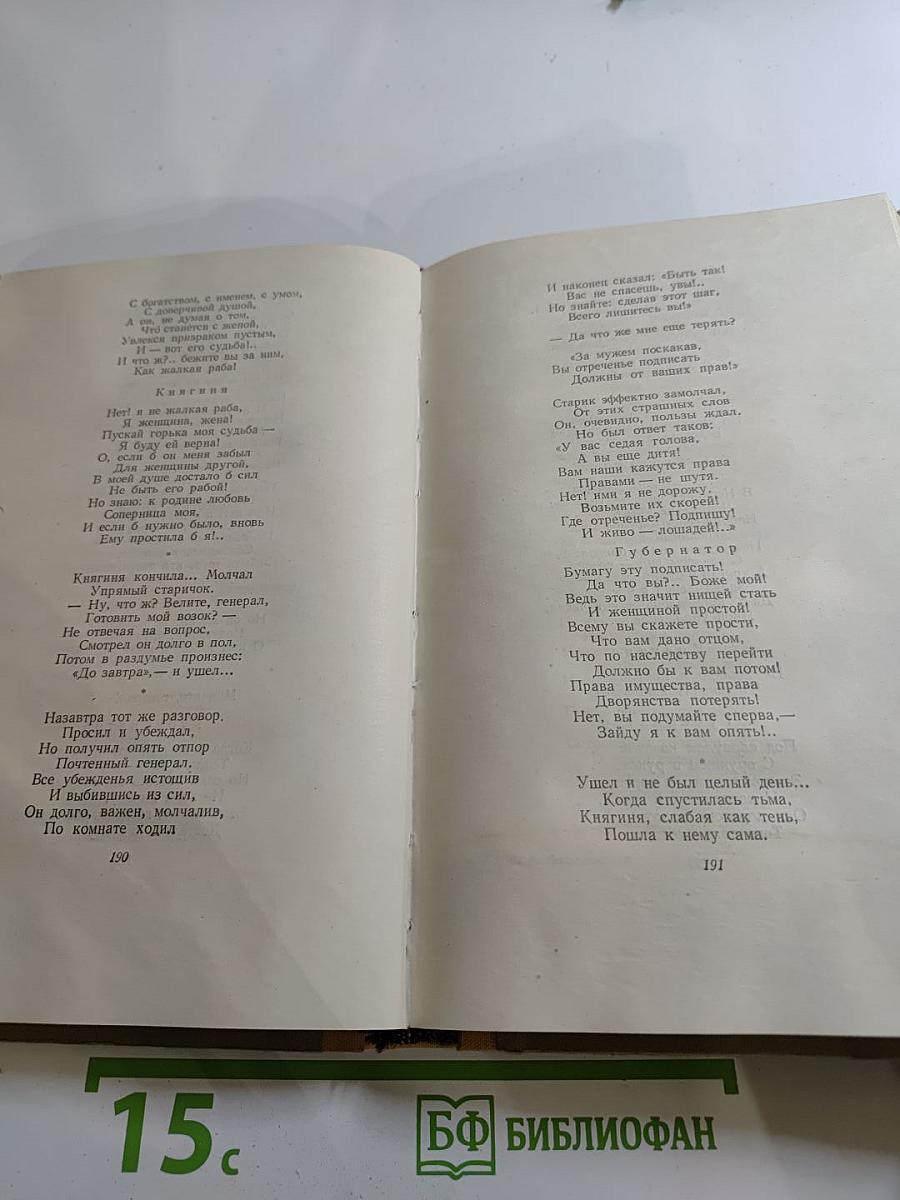 С богатством, с именем, с умом,
С доверчивой душой,
А он, не думая о том,
Что станется с женой,
Увлекся призраком пустым,
И — вот его судьба!..
И что ж?.. бежите вы за ним,
Как жалкая раба!
Княгиня
Нет! я не жалкая раба,
Я женщина, жена!
Пускай горька моя судьба —
Я буду ей верна!
О, если б он меня забыл
Для женщины другой,
В моей душе достало б сил
Не быть его рабой!
Но знаю: к родине любовь
Соперница моя,
И если б нужно было, вновь
Ему простила б я!..
*
Княгиня кончила... Молчал
Упрямый старичок.
— Ну, что ж? Велите, генерал,
Готовить мой возок? —
Не отвечая на вопрос,
Смотрел он долго в пол,
Потом в раздумье произнес:
«До завтра»,— и ушел...
*
Назавтра тот же разговор.
Просил и убеждал,
Но получил опять отпор
Почтенный генерал.
Все убежденья истощив
И выбившись из сил,
Он долго, важен, молчалив,
По комнате ходил
190
И наконец сказал: «Быть так!
Вас не спасешь, увы!..
Но знайте: сделав этот шаг,
Всего лишитесь вы!»
— Да что же мне еще терять?
«За мужем поскакав,
Вы отреченье подписать
Должны от ваших прав!»
Старик эффектно замолчал,
От этих страшных слов
Он, очевидно, пользы ждал.
Но был ответ таков:
«У вас седая голова,
А вы еще дитя!
Вам наши кажутся права
Правами — не шутя.
Нет! ими я не дорожу,
Возьмите их скорей!
Где отреченье? Подпишу!
И живо — лошадей!..»
Губернатор
Бумагу эту подписать!
Да что вы?.. Боже мой!
Ведь это значит нищей стать
И женщиной простой!
Всему вы скажете прости,
Что вам дано отцом,
Что по наследству перейти
Должно бы к вам потом!
Права имущества, права
Дворянства потерять!
Нет, вы подумайте сперва,—
Зайду я к вам опять!..
*
Ушел и не был целый день...
Когда спустилась тьма,
Княгиня, слабая как тень,
Пошла к нему сама.
191
15 с
БФ БИБЛИОФАН